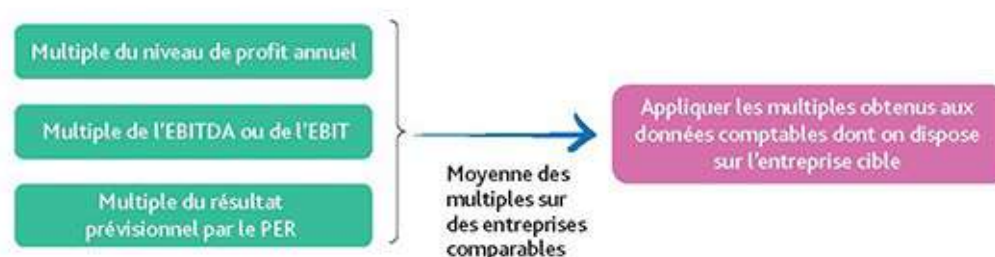 Multiple du niveau de profit annuel
Multiple de l'EBITDA ou de l'EBIT
Multiple du résultat
prévisionnel par le PER
Moyenne des
multiples sur
des entreprises
comparables
Appliquer les multiples obtenus aux
données comptables dont on dispose
sur l'entreprise cible